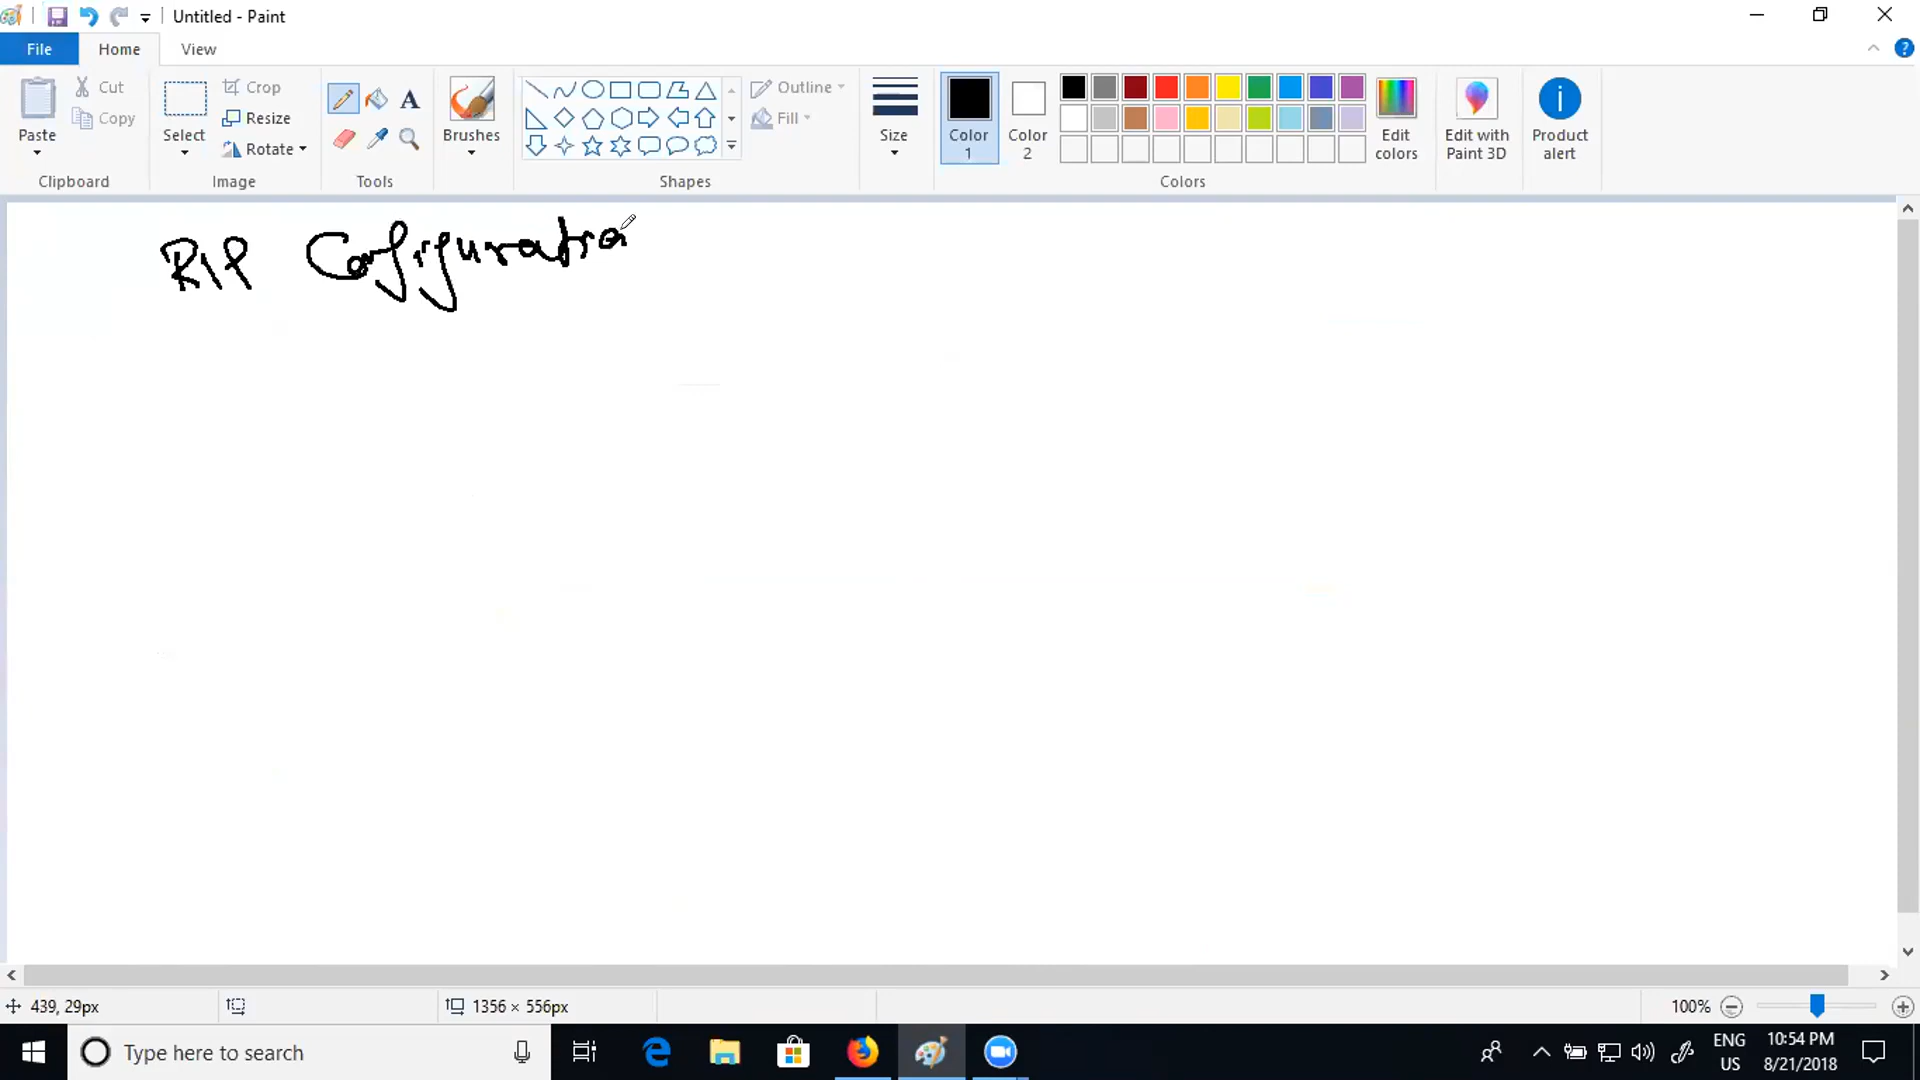 Untitled - Paint
File Home View
Paste Cut Copy Clipboard
Select Crop Resize Rotate Image
Tools
Brushes
Shapes
Outline Fill
Size
Color 1
Color 2
Edit colors
Colors
Edit with Paint 3D
Product alert
RIP Configuratio
439, 29px
1356 × 556px
100%
Type here to search
ENG US
10:54 PM
8/21/2018